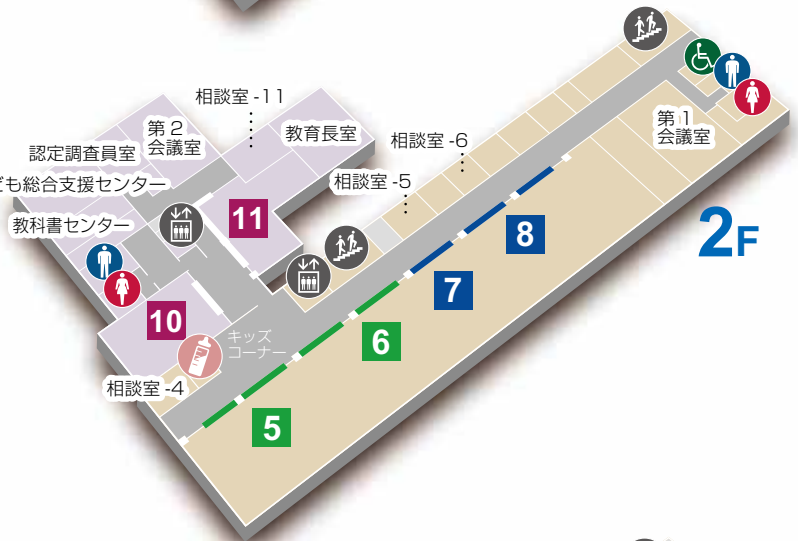 相談室-11
第2
会議室
教育長室
認定調査員室
ども総合支援センター
教科書センター
相談室-6
相談室-5
第1
会議室
2F
11
8
7
6
10
キッズ
コーナー
相談室-4
5